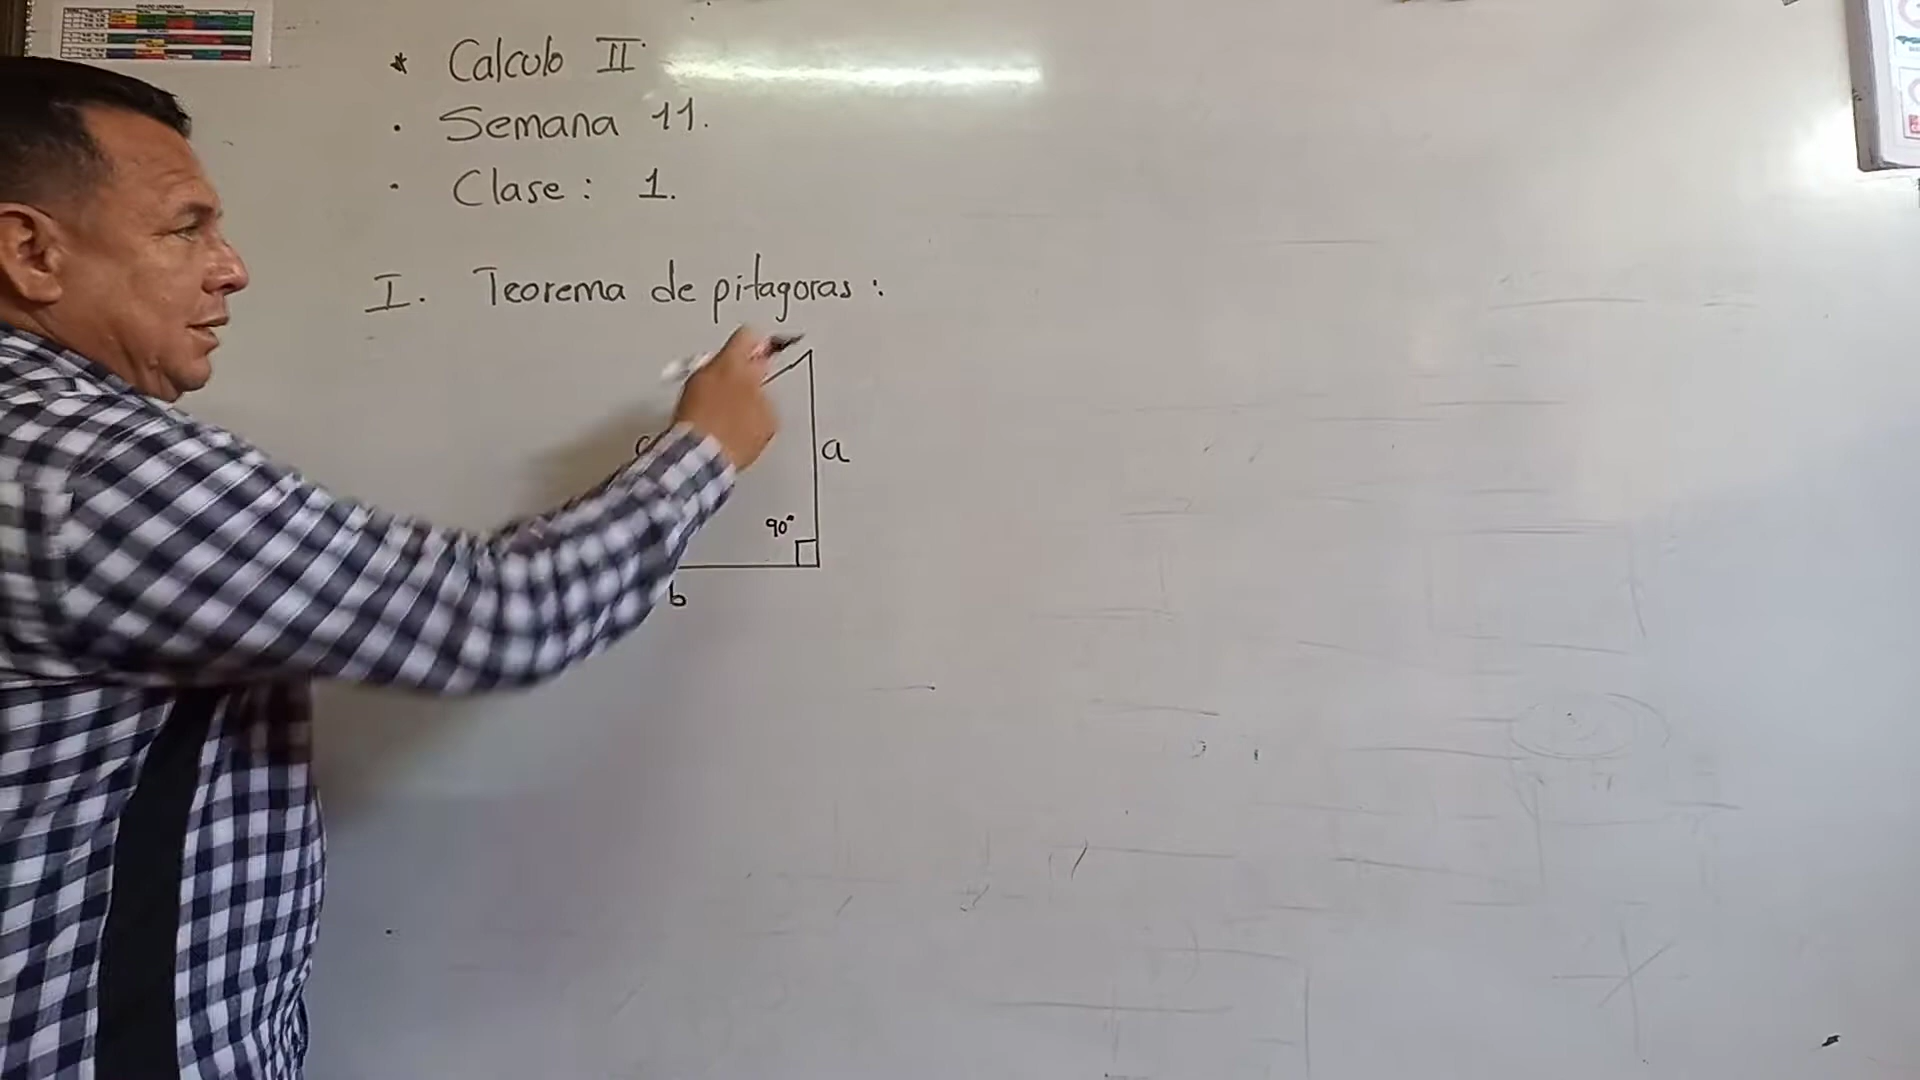 * Calculo II
· Semana 11.
· Clase: 1.
I. Teorema de pitagoras:
c
a
90°
b